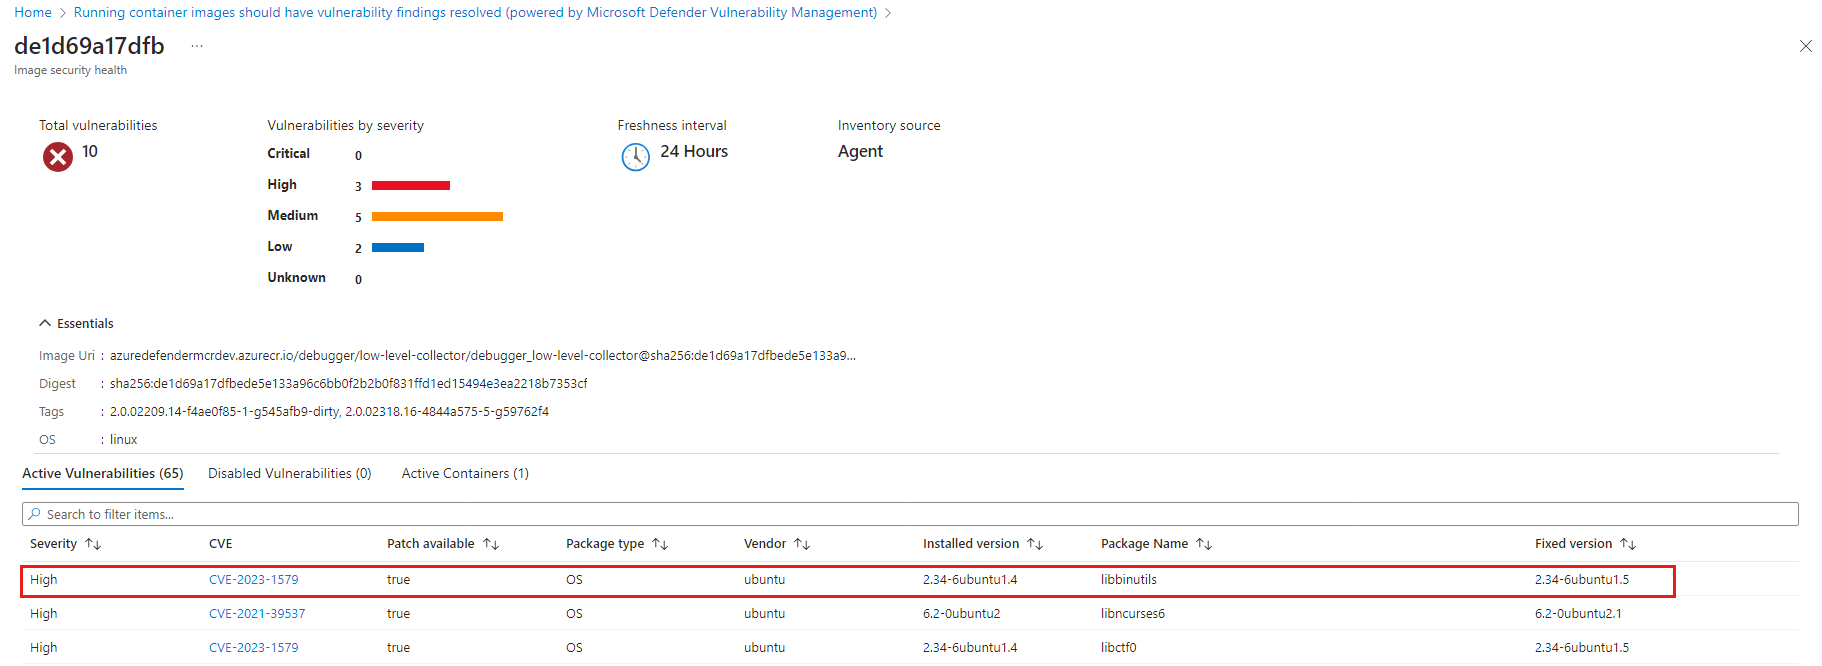 Home > Running container images should have vulnerability findings resolved (powered by Microsoft Defender Vulnerability Management) >
de1d69a17dfb ...
Image security health
Total vulnerabilities
10
Vulnerabilities by severity
Critical 0
High 3
Medium 5
Low 2
Unknown 0
Freshness interval
24 Hours
Inventory source
Agent
Essentials
Image Uri : azuredefendermcrdev.azurecr.io/debugger/low-level-collector/debugger_low-level-collector@sha256:de1d69a17dfbede5e133a9...
Digest : sha256:de1d69a17dfbede5e133a96c6bb0f2b2b0f831ffd1ed15494e3ea2218b7353cf
Tags : 2.0.02209.14-f4ae0f85-1-g545afb9-dirty, 2.0.02318.16-4844a575-5-g59762f4
OS : linux
Active Vulnerabilities (65) Disabled Vulnerabilities (0) Active Containers (1)
Search to filter items...
Severity ↑↓ CVE Patch available ↑↓ Package type ↑↓ Vendor ↑↓ Installed version ↑↓ Package Name ↑↓ Fixed version ↑↓
High CVE-2023-1579 true OS ubuntu 2.34-6ubuntu1.4 libbinutils 2.34-6ubuntu1.5
High CVE-2021-39537 true OS ubuntu 6.2-0ubuntu2 libncurses6 6.2-0ubuntu2.1
High CVE-2023-1579 true OS ubuntu 2.34-6ubuntu1.4 libctf0 2.34-6ubuntu1.5